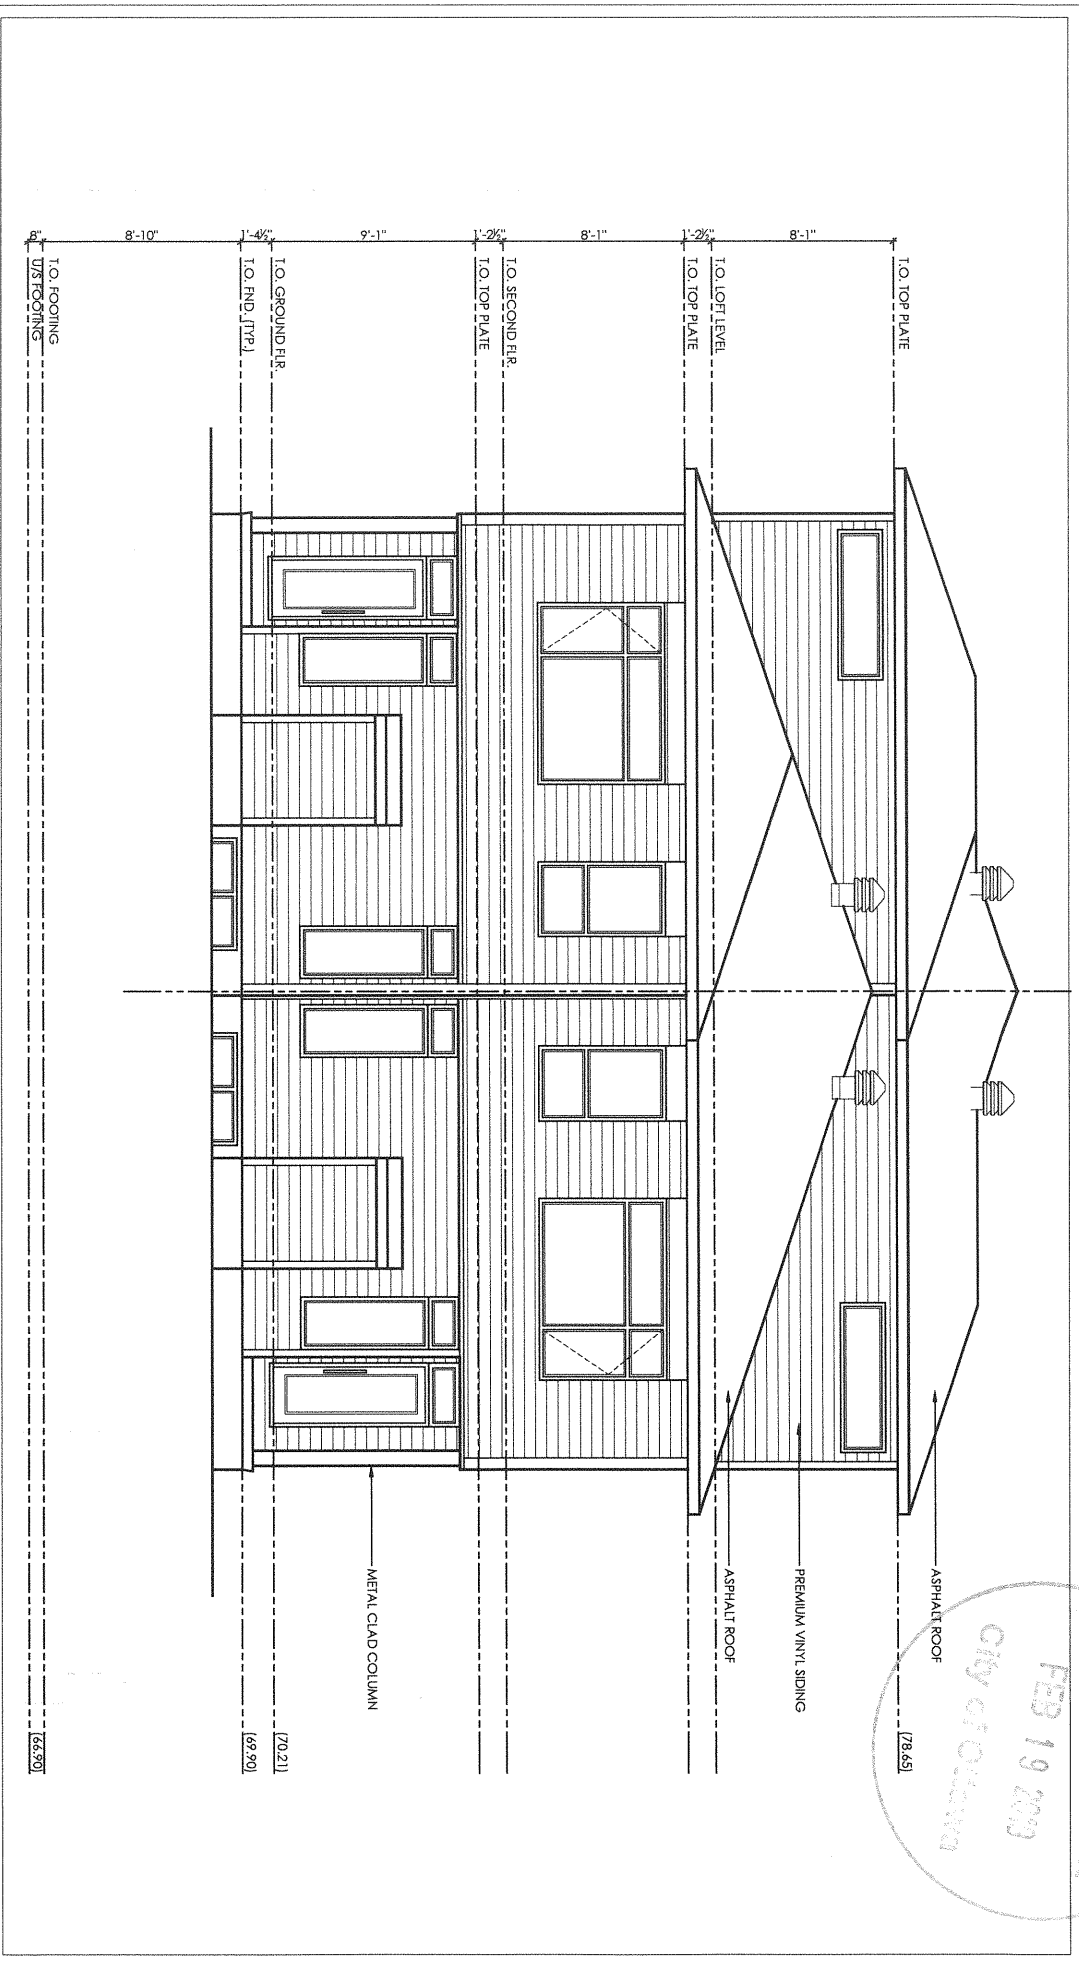 T.O. TOP PLATE
8'-1"
T.O. LOFT LEVEL
1'-2½"
T.O. TOP PLATE
8'-1"
T.O. SECOND FLR.
1'-2½"
T.O. TOP PLATE
9'-1"
T.O. GROUND FLR.
1'-4½"
T.O. FND. (TYP.)
8'-10"
T.O. FOOTING
8"
U/S FOOTING
ASPHALT ROOF
PREMIUM VINYL SIDING
ASPHALT ROOF
METAL CLAD COLUMN
(78.65)
(70.21)
(69.90)
(66.90)
FEB 19
City of Ottawa